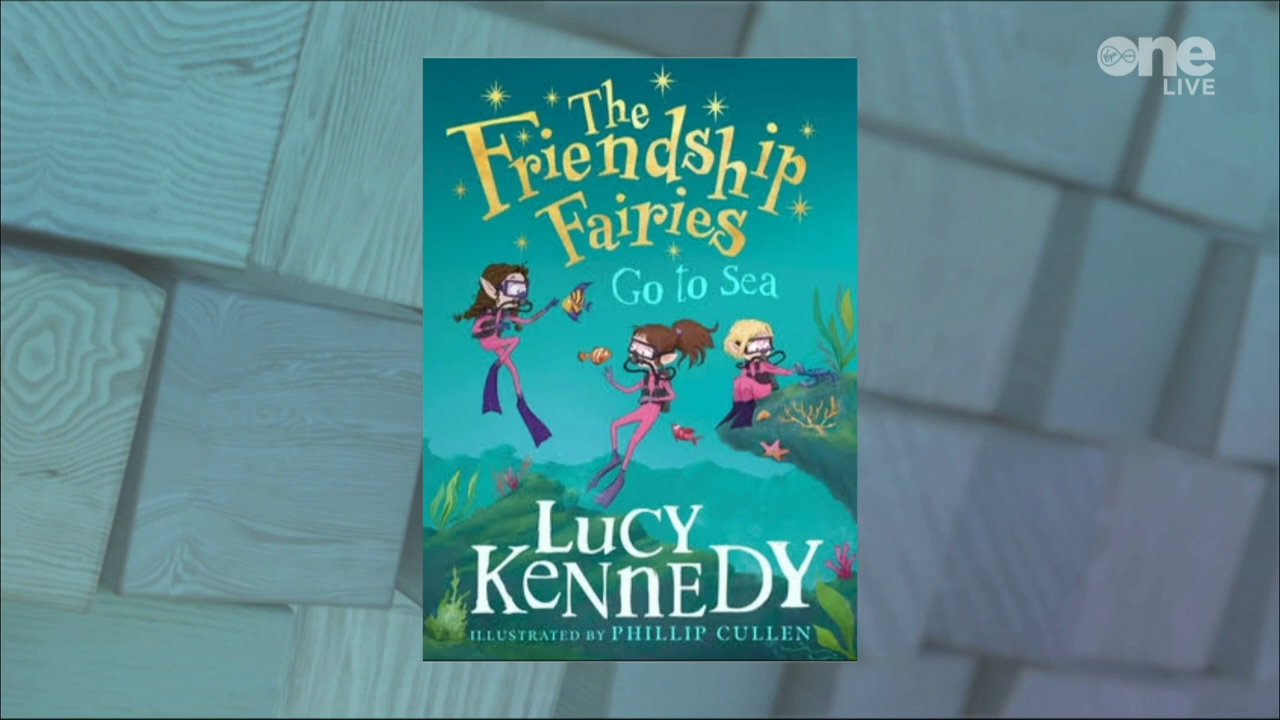 one
LIVE
The
Friendship
Fairies
Go to Sea
LUCY
KENNEDY
ILLUSTRATED BY PHILLIP CULLEN